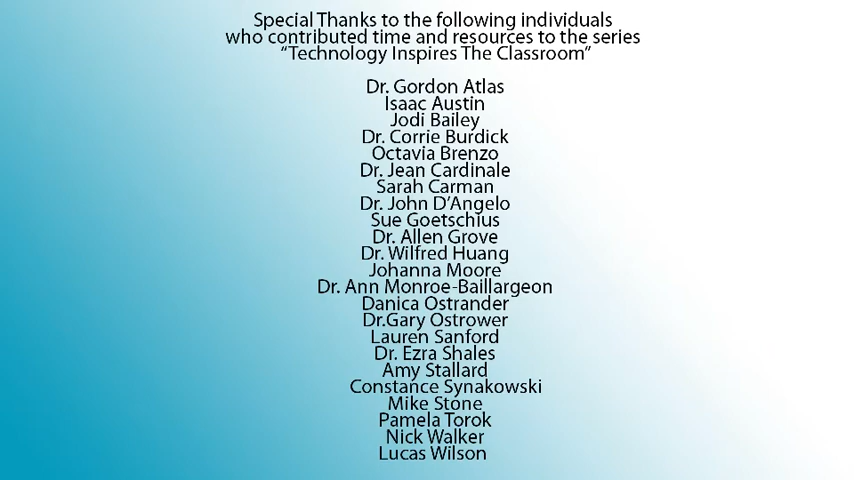 Special Thanks to the following individuals
who contributed time and resources to the series
“Technology Inspires The Classroom”
Dr. Gordon Atlas
Isaac Austin
Jodi Bailey
Dr. Corrie Burdick
Octavia Brenzo
Dr. Jean Cardinale
Sarah Carman
Dr. John D’Angelo
Sue Goetschius
Dr. Allen Grove
Dr. Wilfred Huang
Johanna Moore
Dr. Ann Monroe-Baillargeon
Danica Ostrander
Dr.Gary Ostrower
Lauren Sanford
Dr. Ezra Shales
Amy Stallard
Constance Synakowski
Mike Stone
Pamela Torok
Nick Walker
Lucas Wilson